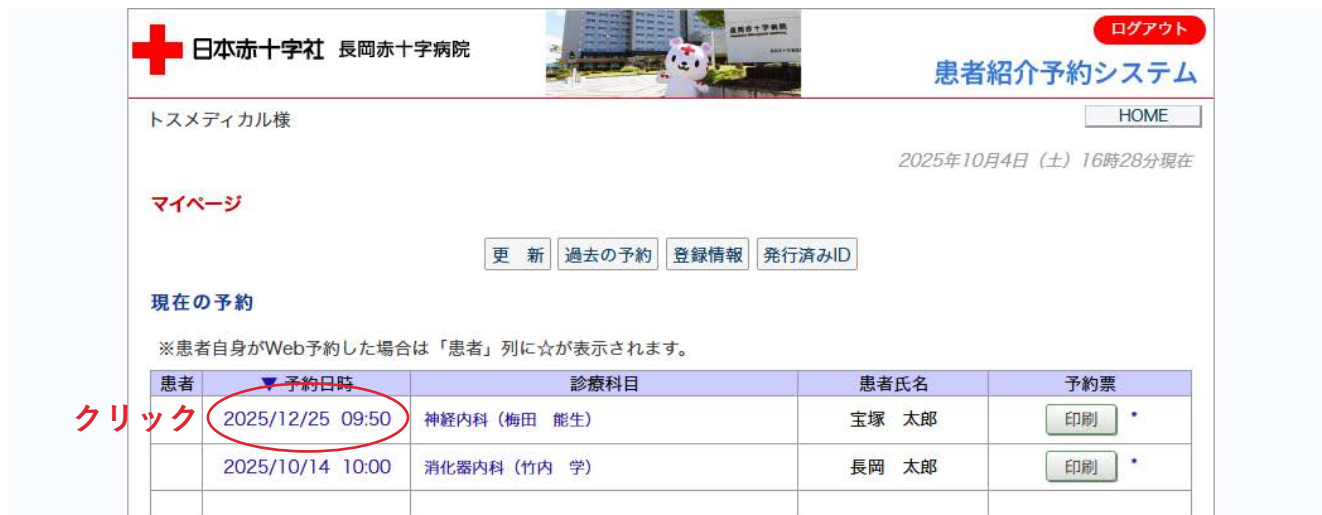 日本赤十字社 長岡赤十字病院
ログアウト
患者紹介予約システム
トスメディカル様
HOME
2025年10月4日（土）16時28分現在
マイページ
更　新 過去の予約 登録情報 発行済みID
現在の予約
※患者自身がWeb予約した場合は「患者」列に☆が表示されます。
患者 ▼ 予約日時 診療科目 患者氏名 予約票
クリック 2025/12/25 09:50 神経内科（梅田　能生） 宝塚　太郎 印刷 *
2025/10/14 10:00 消化器内科（竹内　学） 長岡　太郎 印刷 *